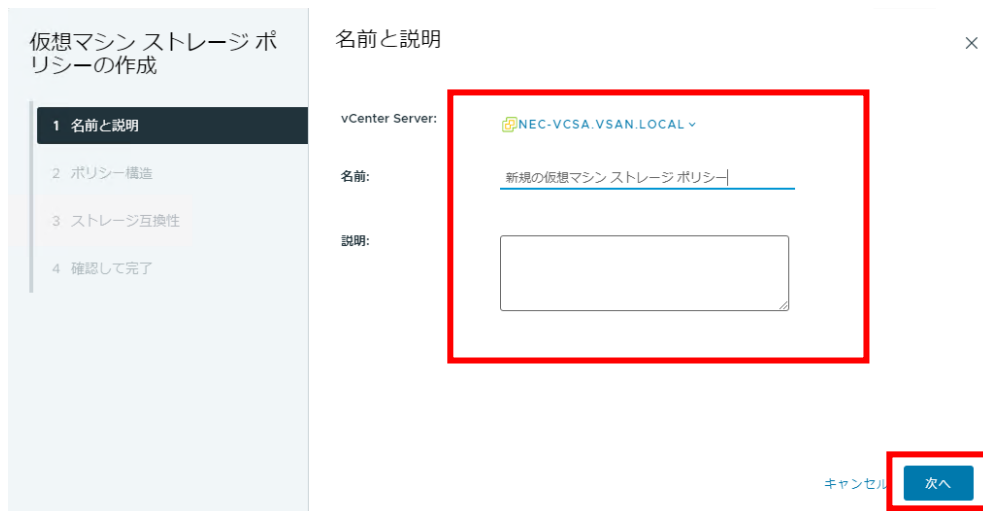 仮想マシン ストレージ ポ
リシーの作成
1 名前と説明
2 ポリシー構造
3 ストレージ互換性
4 確認して完了
名前と説明
vCenter Server:
NEC-VCSA.VSAN.LOCAL
名前:
新規の仮想マシン ストレージ ポリシー
説明:
キャンセル
次へ